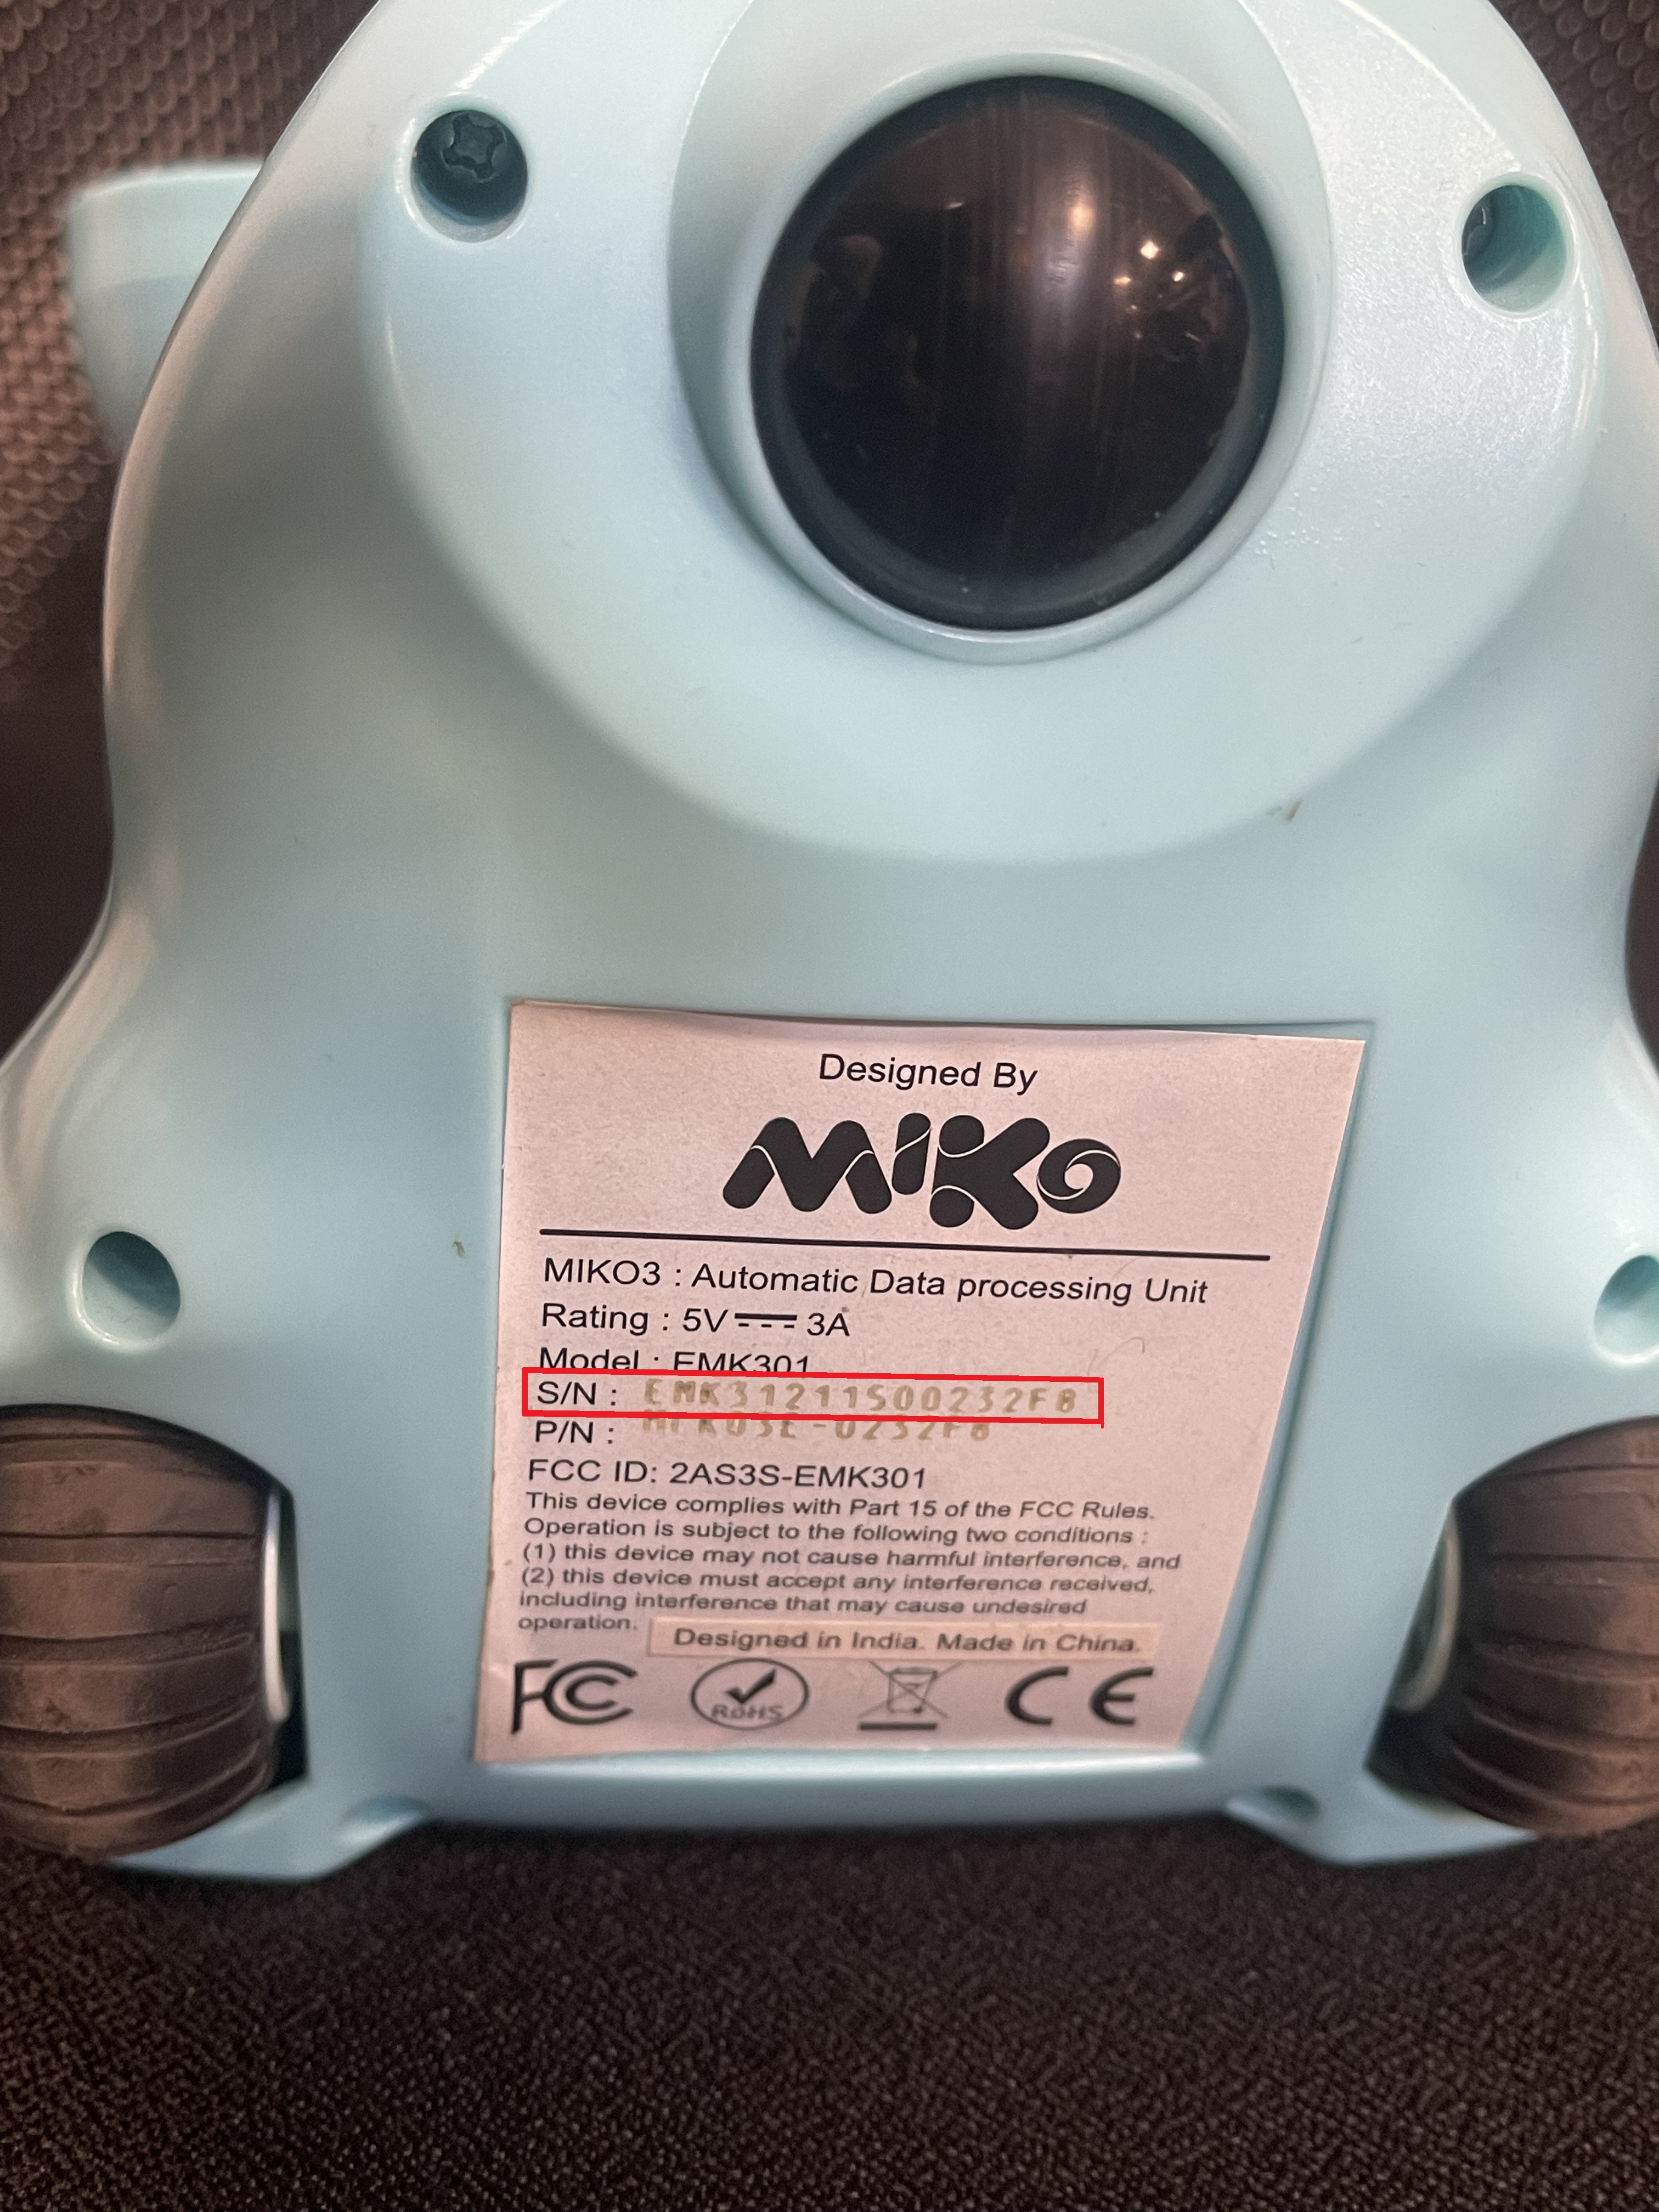 Designed By
MIKO
MIKO3 : Automatic Data processing Unit
Rating : 5V 3A
Model : EMK301
S/N : EMK31211S00232F8
P/N : MIKO3E-0232F8
FCC ID: 2AS3S-EMK301
This device complies with Part 15 of the FCC Rules.
Operation is subject to the following two conditions :
(1) this device may not cause harmful interference, and
(2) this device must accept any interference received,
including interference that may cause undesired
operation.
Designed in India. Made in China.
FC
RoHS
CE